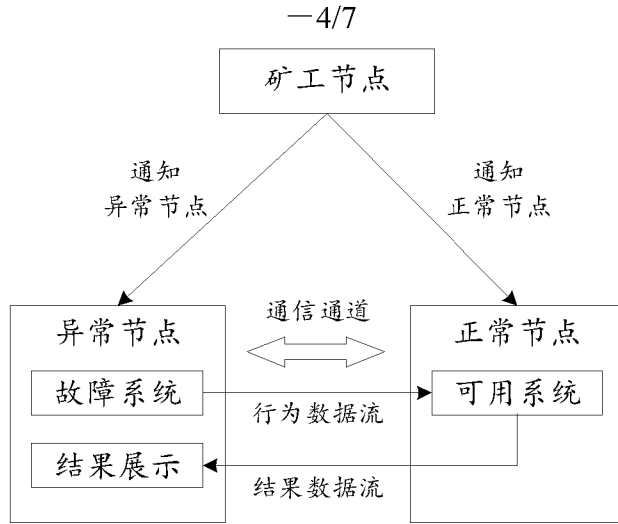 —4/7
矿工节点
通知
异常节点
通知
正常节点
异常节点
通信通道
正常节点
故障系统
可用系统
行为数据流
结果展示
结果数据流